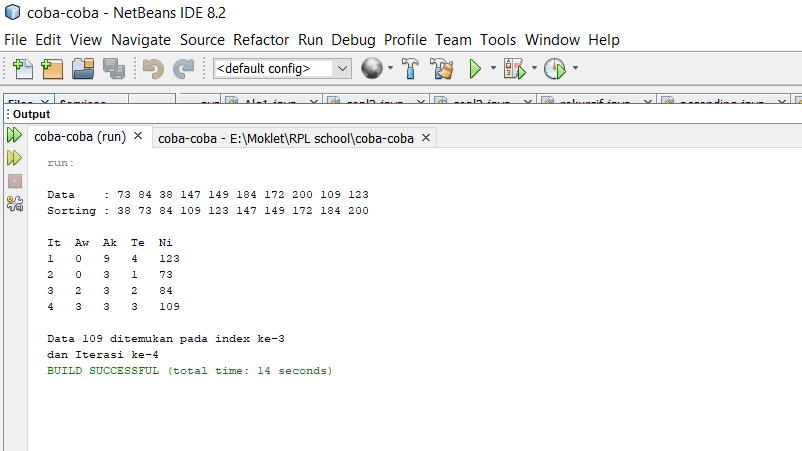 coba-coba - NetBeans IDE 8.2
File Edit View Navigate Source Refactor Run Debug Profile Team Tools Window Help
<default config>
Output
coba-coba (run) coba-coba - E:\Moklet\RPL school\coba-coba
run:
Data : 73 84 38 147 149 184 172 200 109 123
Sorting : 38 73 84 109 123 147 149 172 184 200
It Aw Ak Te Ni
1 0 9 4 123
2 0 3 1 73
3 2 3 2 84
4 3 3 3 109
Data 109 ditemukan pada index ke-3
dan Iterasi ke-4
BUILD SUCCESSFUL (total time: 14 seconds)